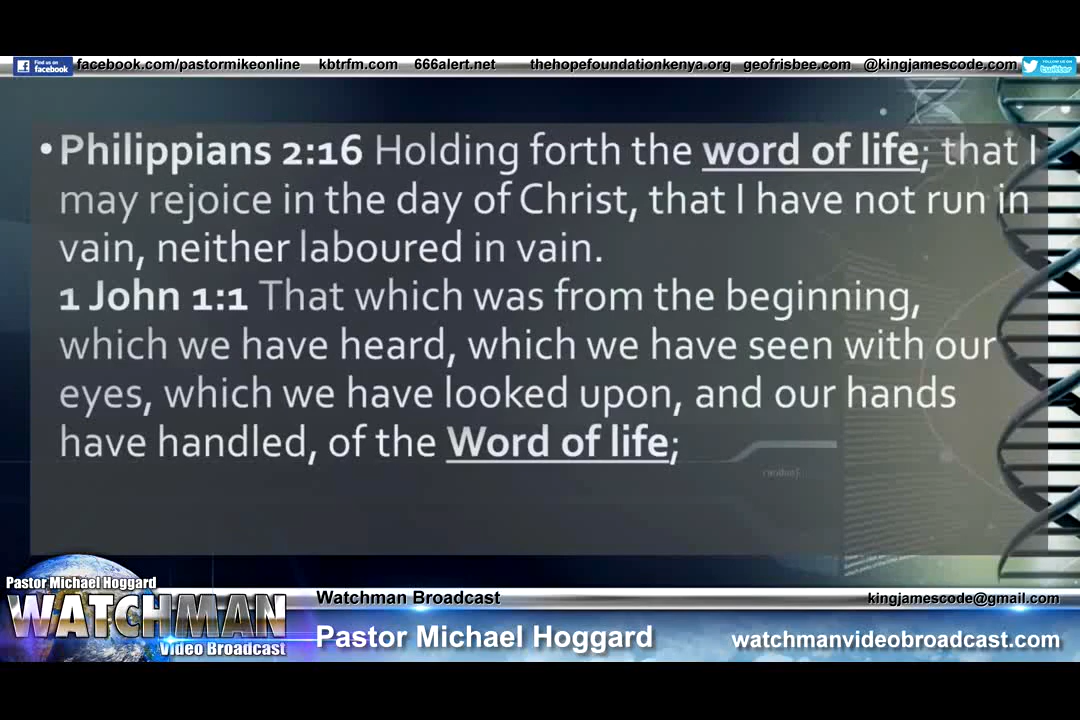 Find us on facebook facebook.com/pastormikeonline kbtrfm.com 666alert.net thehopefoundationkenya.org geofrisbee.com @kingjamescode.com FOLLOW US ON twitter
• Philippians 2:16 Holding forth the word of life; that I
may rejoice in the day of Christ, that I have not run in
vain, neither laboured in vain.
1 John 1:1 That which was from the beginning,
which we have heard, which we have seen with our
eyes, which we have looked upon, and our hands
have handled, of the Word of life;
Pastor Michael Hoggard
WATCHMAN
Video Broadcast
Watchman Broadcast kingjamescode@gmail.com
Pastor Michael Hoggard watchmanvideobroadcast.com